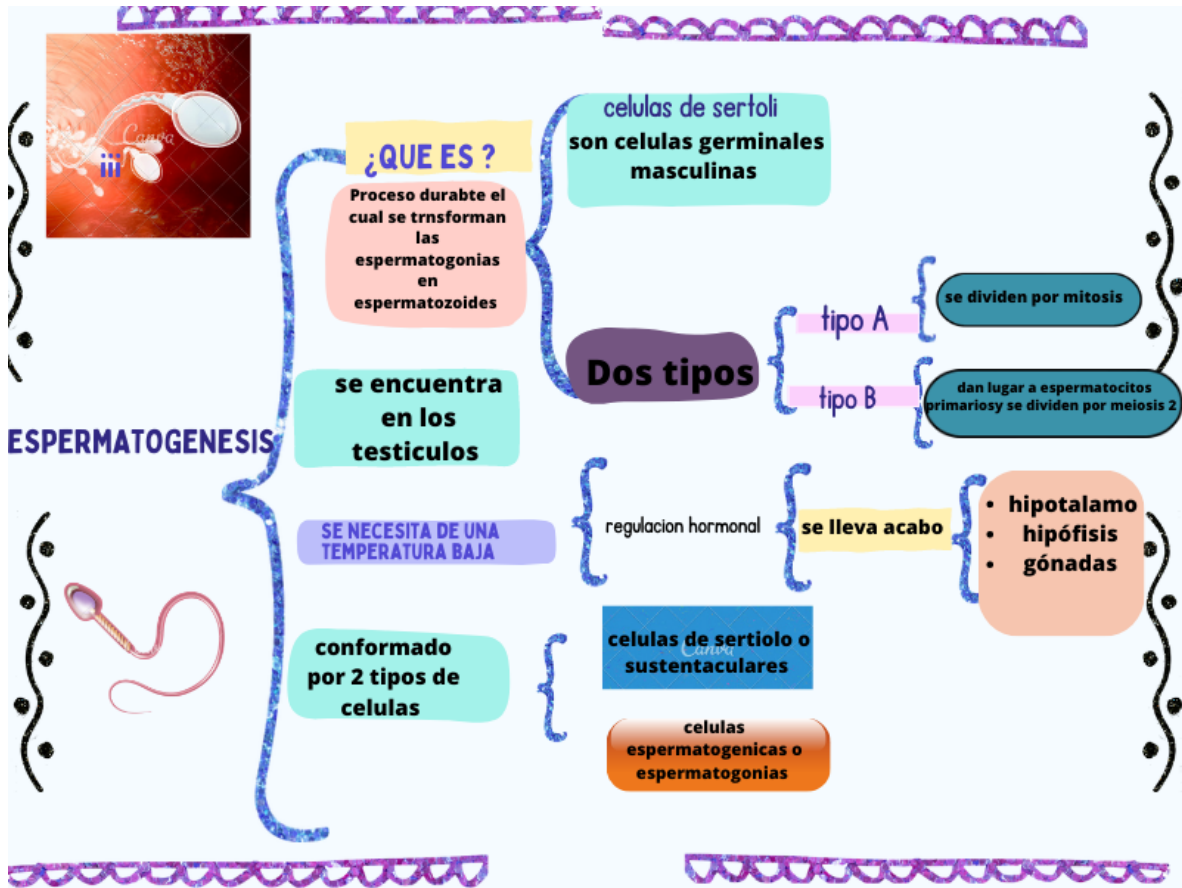 Canva
iii
¿QUE ES ?
Proceso durabte el
cual se trnsforman
las
espermatogonias
en
espermatozoides
celulas de sertoli
son celulas germinales
masculinas
Dos tipos
tipo A
se dividen por mitosis
tipo B
dan lugar a espermatocitos
primariosy se dividen por meiosis 2
ESPERMATOGENESIS
se encuentra
en los
testiculos
SE NECESITA DE UNA
TEMPERATURA BAJA
regulacion hormonal
se lleva acabo
• hipotalamo
• hipófisis
• gónadas
conformado
por 2 tipos de
celulas
celulas de sertiolo o
sustentaculares
Canva
celulas
espermatogenicas o
espermatogonias